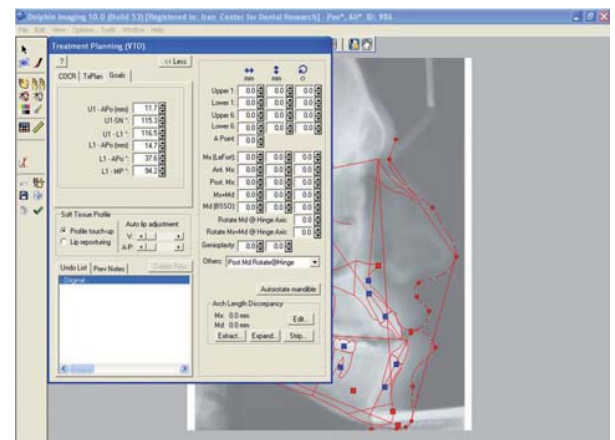 Dolphin Imaging 10.0 (Build 53) [Registered to: Iran Center for Dental Research] - Pos*, All* ID: 986
File Edit View Options Tools Window Help
Treatment Planning (VTO)
? << Less
COCR TxPlan Goals
U1 - APo (mm) 11.7
U1-SN ° 115.3
U1 - L1 ° 116.5
L1 - APo (mm) 14.7
L1 - APo ° 37.6
L1 - MP ° 94.2
Soft Tissue Profile
Profile touch-up
Lip reposturing
Auto lip adjustment
V:
A-P:
Undo List Prev Notes
- Original -
mm mm o
Upper 1: 0.0 0.0 0.0
Lower 1: 0.0 0.0 0.0
Upper 6: 0.0 0.0 0.0
Lower 6: 0.0 0.0 0.0
A Point: 0.0
Mx (LeFort): 0.0 0.0 0.0
Ant. Mx: 0.0 0.0 0.0
Post. Mx: 0.0 0.0 0.0
Mx+Md: 0.0 0.0 0.0
Md (BSSO): 0.0 0.0 0.0
Rotate Md @ Hinge Axis: 0.0
Rotate Mx+Md @ Hinge Axis: 0.0
Genioplasty: 0.0 0.0
Others: Post Md Rotate@Hinge
Autorotate mandible
Arch Length Discrepancy
Mx: 0.0 mm
Md: 0.0 mm
Edit...
Extract... Expand... Strip...